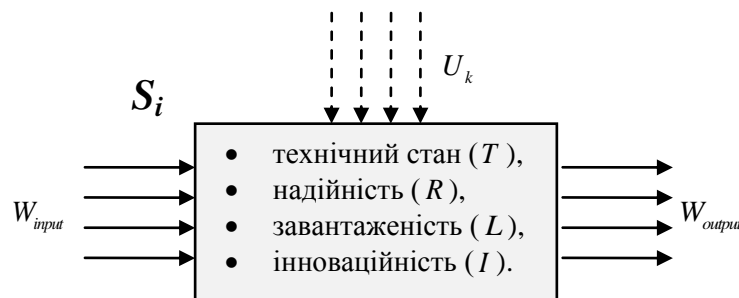 U_k
S_i
• технічний стан (T),
• надійність (R),
• завантаженість (L),
• інноваційність (I).
W_input
W_output